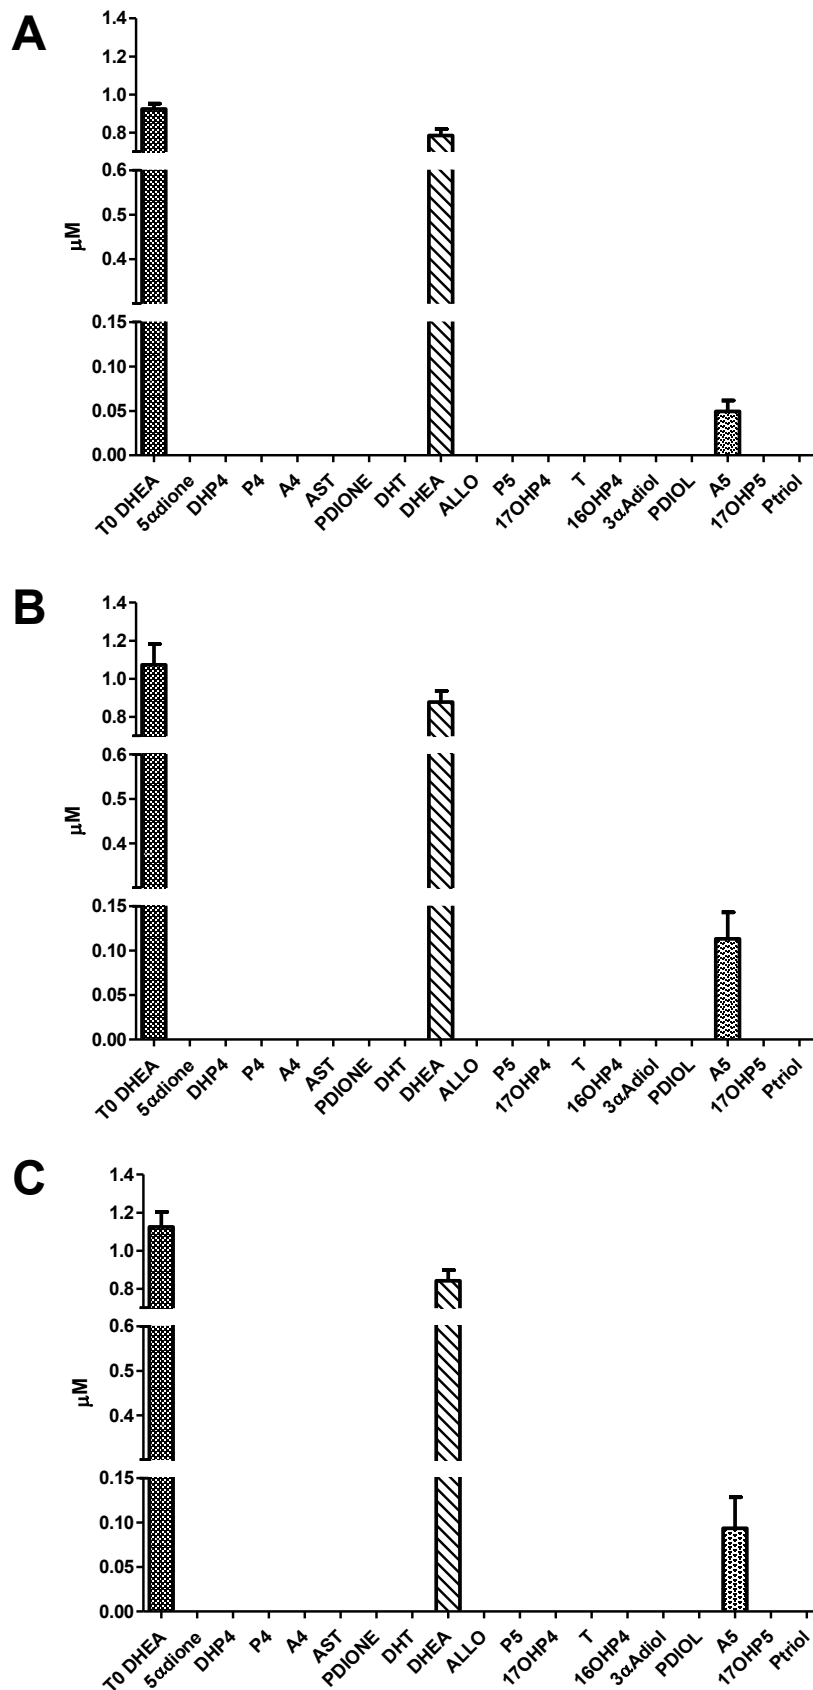 A
1.4
1.2
1.0
0.8
0.6
0.5
0.4
0.15
0.10
0.05
0.00
μM
T0 DHEA
5αdione
DHP4
P4
A4
AST
PDIONE
DHT
DHEA
ALLO
P5
17OHP4
T
16OHP4
3αAdiol
PDIOL
A5
17OHP5
Ptriol
B
1.4
1.2
1.0
0.8
0.6
0.5
0.4
0.15
0.10
0.05
0.00
μM
T0 DHEA
5αdione
DHP4
P4
A4
AST
PDIONE
DHT
DHEA
ALLO
P5
17OHP4
T
16OHP4
3αAdiol
PDIOL
A5
17OHP5
Ptriol
C
1.4
1.2
1.0
0.8
0.6
0.5
0.4
0.15
0.10
0.05
0.00
μM
T0 DHEA
5αdione
DHP4
P4
A4
AST
PDIONE
DHT
DHEA
ALLO
P5
17OHP4
T
16OHP4
3αAdiol
PDIOL
A5
17OHP5
Ptriol